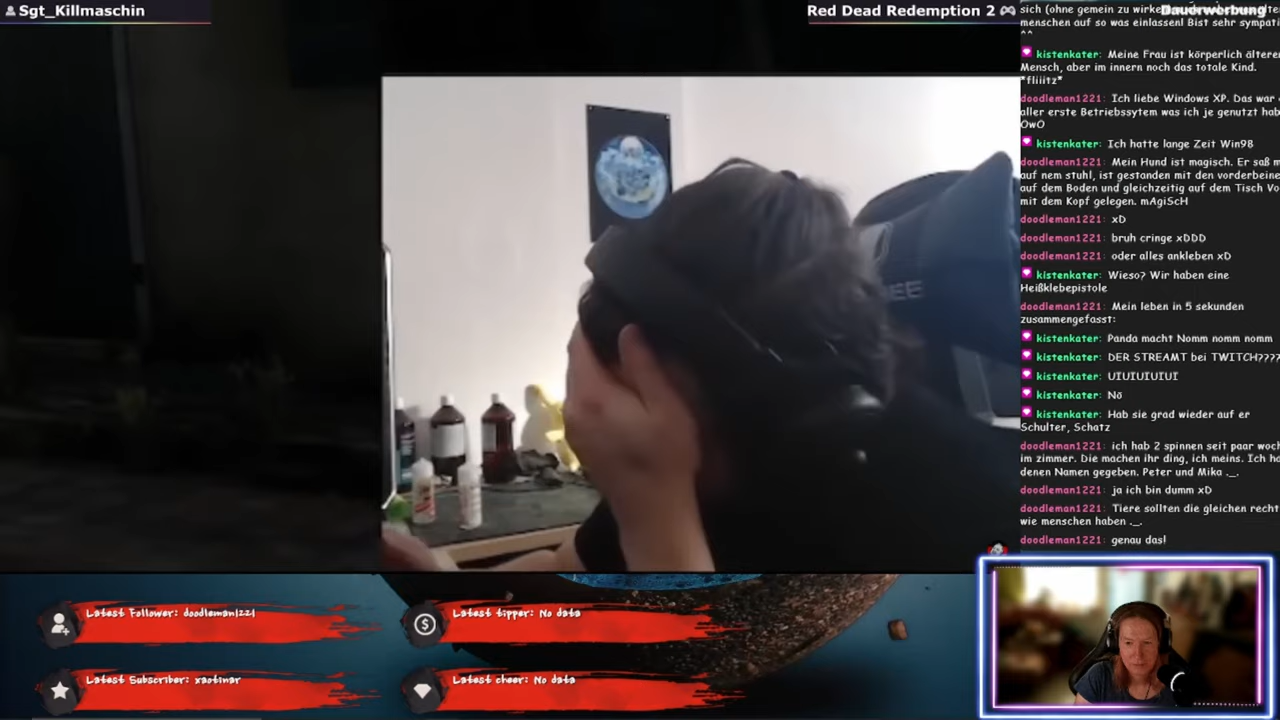 Sgt_Killmaschin
Red Dead Redemption 2
Dauerwerbung
sich (ohne gemein zu
menschen auf so was einlassen! Bist sehr
^^
kistenkater: Meine Frau ist körperlich
Mensch, aber im innern noch das totale Kind.
*fliiitz*
doodleman1221: Ich liebe Windows XP. Das war
aller erste Betriebssytem was ich je genutzt
OwO
kistenkater: Ich hatte lange Zeit Win98
doodleman1221: Mein Hund ist magisch. Er saß
auf nem stuhl, ist gestanden mit den
auf dem Boden und gleichzeitig auf dem Tisch
mit dem Kopf gelegen. mAgiScH
doodleman1221: xD
doodleman1221: bruh cringe xDDD
doodleman1221: oder alles ankleben xD
kistenkater: Wieso? Wir haben eine
Heißklebepistole
doodleman1221: Mein leben in 5 sekunden
zusammengefasst:
kistenkater: Panda macht Nomm nomm nomm
kistenkater: DER STREAMT bei TWITCH????
kistenkater: UIUIUIUIUI
kistenkater: Nö
kistenkater: Hab sie grad wieder auf er
Schulter, Schatz
doodleman1221: ich hab 2 spinnen seit paar
im zimmer. Die machen ihr ding, ich meins. Ich
denen Namen gegeben. Peter und Mika ._.
doodleman1221: ja ich bin dumm xD
doodleman1221: Tiere sollten die gleichen
wie menschen haben ._.
doodleman1221: genau das!
Latest Follower: doodleman1221
Latest tipper: No data
Latest Subscriber: xaotinar
Latest cheer: No data